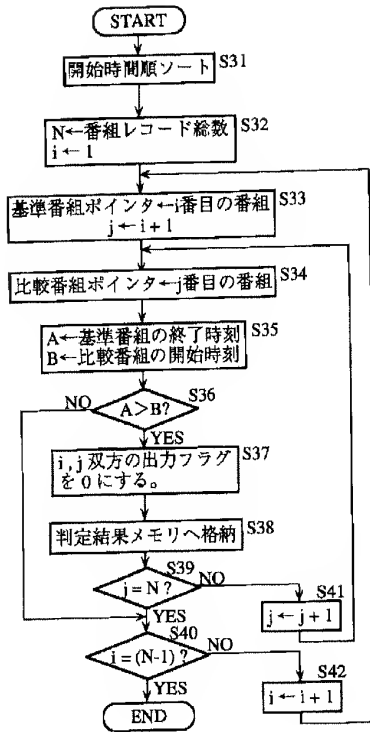 START
開始時間順ソート
S31
N←番組レコード総数
i←1
S32
基準番組ポインタ←i番目の番組
j←i+1
S33
比較番組ポインタ←j番目の番組
S34
A←基準番組の終了時刻
B←比較番組の開始時刻
S35
S36
NO
A>B?
YES
S37
i,j双方の出力フラグ
を0にする。
S38
判定結果メモリへ格納
S39
j=N?
NO
S41
j←j+1
YES
S40
i=(N-1)?
NO
S42
i←i+1
YES
END